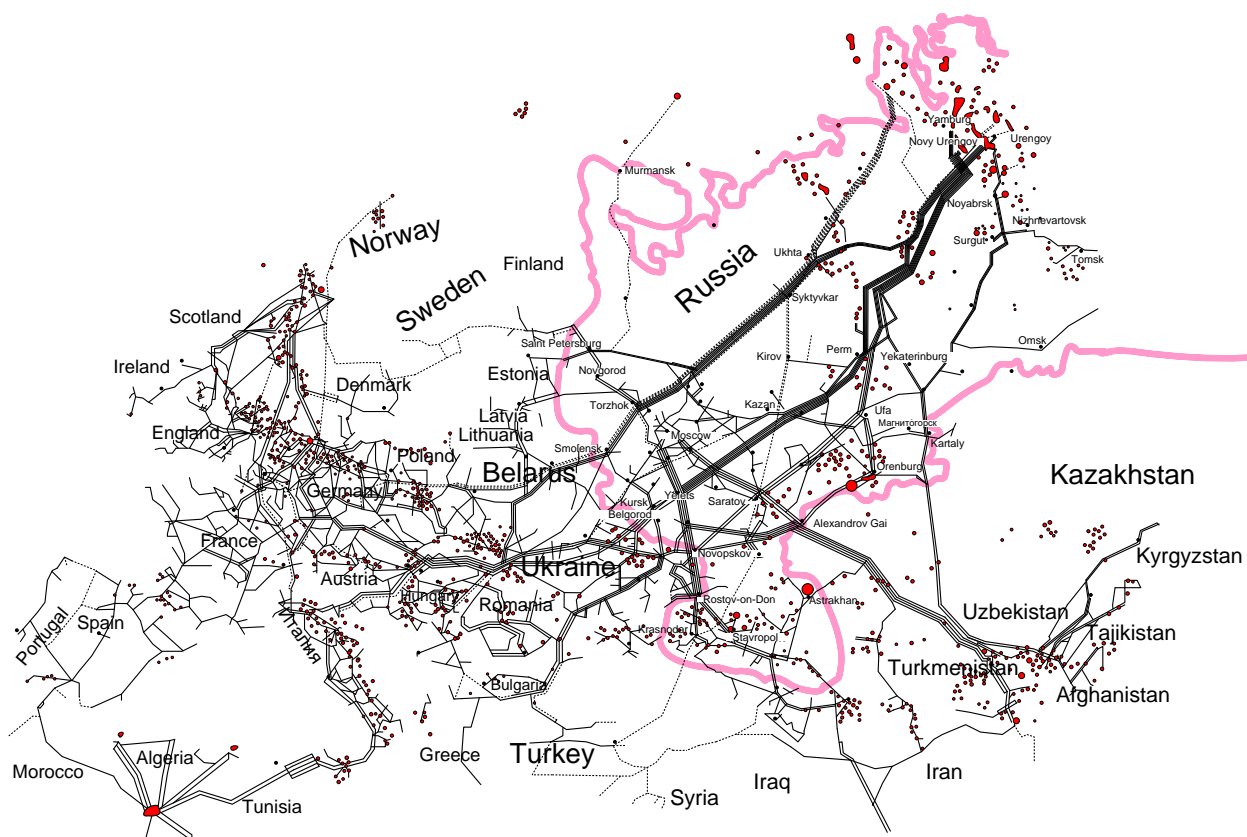 Yamburg
Novy Urengoy
Urengoy
Murmansk
Noyabrsk
Nizhnevartovsk
Norway
Surgut
Tomsk
Finland
Russia
Ukhta
Sweden
Syktyvkar
Scotland
Saint Petersburg
Omsk
Kirov
Perm
Yekaterinburg
Ireland
Novgorod
Estonia
Denmark
Torzhok
Kazan
Latvia
Ufa
Магнитогорск
England
Lithuania
Moscow
Kartaly
Smolensk
Poland
Belarus
Orenburg
Kazakhstan
Germany
Yelets
Saratov
Kursk
Belgorod
Alexandrov Gai
France
Novopskov
Kyrgyzstan
Ukraine
Austria
Hungary
Romania
Rostov-on-Don
Astrakhan
Uzbekistan
Portugal
Spain
Италия
Krasnodar
Stavropol
Tajikistan
Turkmenistan
Bulgaria
Afghanistan
Greece
Turkey
Algeria
Morocco
Iran
Iraq
Syria
Tunisia